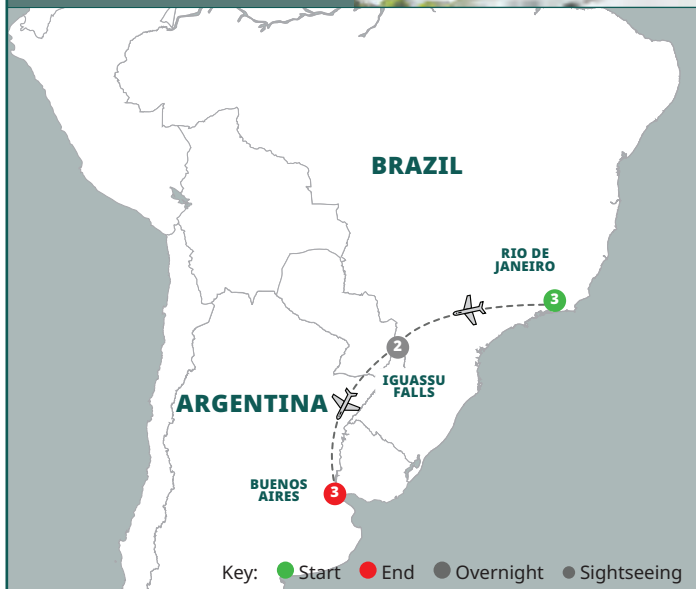 BRAZIL
RIO DE
JANEIRO
3
2
IGUASSU
FALLS
ARGENTINA
BUENOS
AIRES
3
Key: Start End Overnight Sightseeing